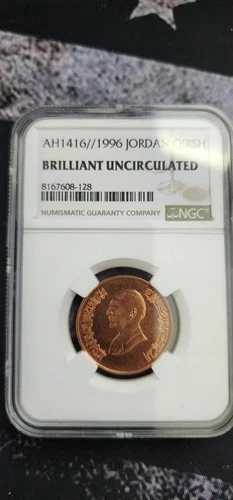 AH1416//1996 JORDAN QIRSH
BRILLIANT UNCIRCULATED
8167608-128
NUMISMATIC GUARANTY COMPANY NGC